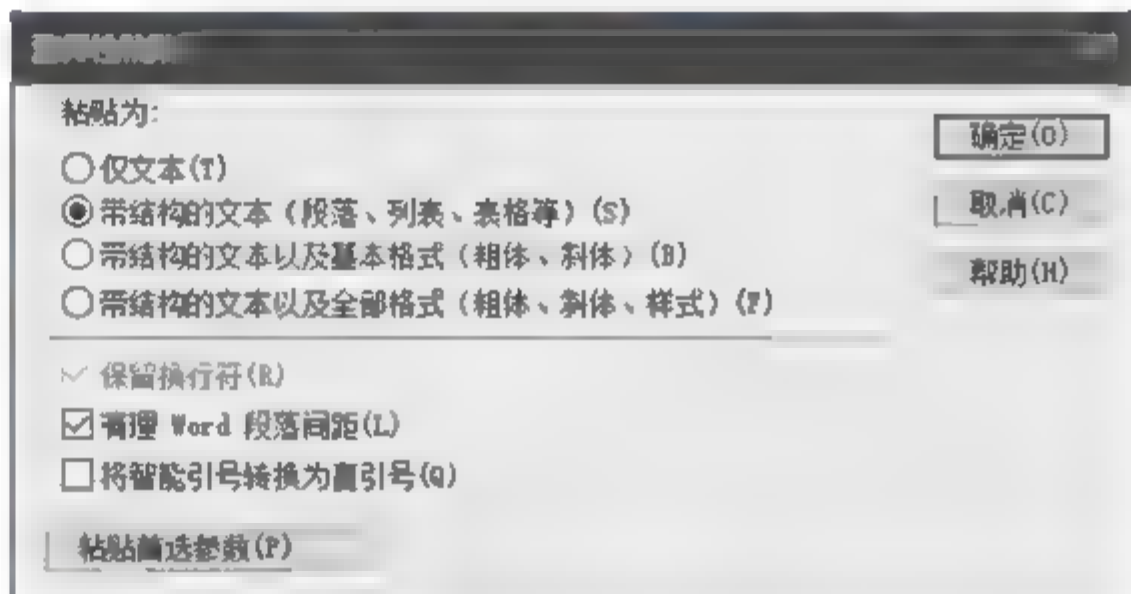 粘贴为:
确定(O)
仅文本(T)
带结构的文本（段落、列表、表格等）(S)
取消(C)
带结构的文本以及基本格式（粗体、斜体）(B)
帮助(H)
带结构的文本以及全部格式（粗体、斜体、样式）(F)
保留换行符(R)
清理 Word 段落间距(L)
将智能引号转换为直引号(Q)
粘贴首选参数(P)